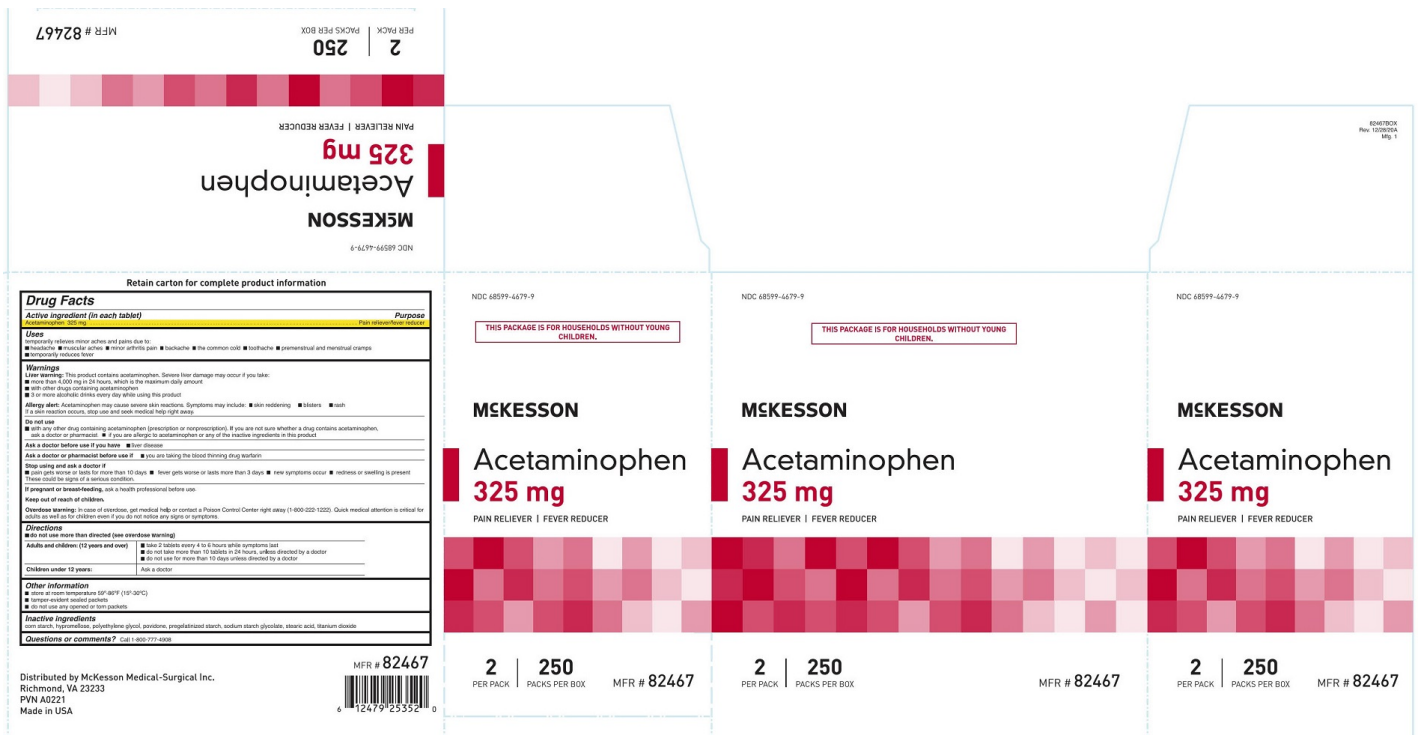 MFR # 82467
2 | 250
PER PACK | PACKS PER BOX
PAIN RELIEVER | FEVER REDUCER
325 mg
Acetaminophen
MCKESSON
NDC 68599-4679-9
Retain carton for complete product information
Drug Facts
Active ingredient (in each tablet) Purpose
Acetaminophen 325 mg ........ Pain reliever/fever reducer
Uses
temporarily relieves minor aches and pains due to:
■ headache ■ muscular aches ■ minor arthritis pain ■ backache ■ the common cold ■ toothache ■ premenstrual and menstrual cramps
■ temporarily reduces fever
Warnings
Liver warning: This product contains acetaminophen. Severe liver damage may occur if you take:
■ more than 4,000 mg in 24 hours, which is the maximum daily amount
■ with other drugs containing acetaminophen
■ 3 or more alcoholic drinks every day while using this product
Allergy alert: Acetaminophen may cause severe skin reactions. Symptoms may include: ■ skin reddening ■ blisters ■ rash
If a skin reaction occurs, stop use and seek medical help right away.
Do not use
■ with any other drug containing acetaminophen (prescription or nonprescription). If you are not sure whether a drug contains acetaminophen,
ask a doctor or pharmacist ■ if you are allergic to acetaminophen or any of the inactive ingredients in this product
Ask a doctor before use if you have ■ liver disease
Ask a doctor or pharmacist before use if ■ you are taking the blood thinning drug warfarin
Stop using and ask a doctor if
■ pain gets worse or lasts for more than 10 days ■ fever gets worse or lasts more than 3 days ■ new symptoms occur ■ redness or swelling is present
These could be signs of a serious condition.
If pregnant or breast-feeding, ask a health professional before use.
Keep out of reach of children.
Overdose warning: In case of overdose, get medical help or contact a Poison Control Center right away (1-800-222-1222). Quick medical attention is critical for
adults as well as for children even if you do not notice any signs or symptoms.
Directions
■ do not use more than directed (see overdose warning)
Adults and children: (12 years and over) ■ take 2 tablets every 4 to 6 hours while symptoms last
■ do not take more than 10 tablets in 24 hours, unless directed by a doctor
■ do not use for more than 10 days unless directed by a doctor
Children under 12 years: Ask a doctor
Other information
■ store at room temperature 59º-86ºF (15º-30ºC)
■ tamper-evident sealed packets
■ do not use any opened or torn packets
Inactive ingredients
corn starch, hypromellose, polyethylene glycol, povidone, pregelatinized starch, sodium starch glycolate, stearic acid, titanium dioxide
Questions or comments? Call 1-800-777-4908
Distributed by McKesson Medical-Surgical Inc.
Richmond, VA 23233
PVN A0221
Made in USA
MFR # 82467
6 12479 25352 0
NDC 68599-4679-9
THIS PACKAGE IS FOR HOUSEHOLDS WITHOUT YOUNG
CHILDREN.
MCKESSON
Acetaminophen
325 mg
PAIN RELIEVER | FEVER REDUCER
2 | 250
PER PACK | PACKS PER BOX
MFR # 82467
NDC 68599-4679-9
THIS PACKAGE IS FOR HOUSEHOLDS WITHOUT YOUNG
CHILDREN.
MCKESSON
Acetaminophen
325 mg
PAIN RELIEVER | FEVER REDUCER
2 | 250
PER PACK | PACKS PER BOX
MFR # 82467
82467BOX
Rev. 12/28/20A
Mfg. 1
NDC 68599-4679-9
MCKESSON
Acetaminophen
325 mg
PAIN RELIEVER | FEVER REDUCER
2 | 250
PER PACK | PACKS PER BOX
MFR # 82467